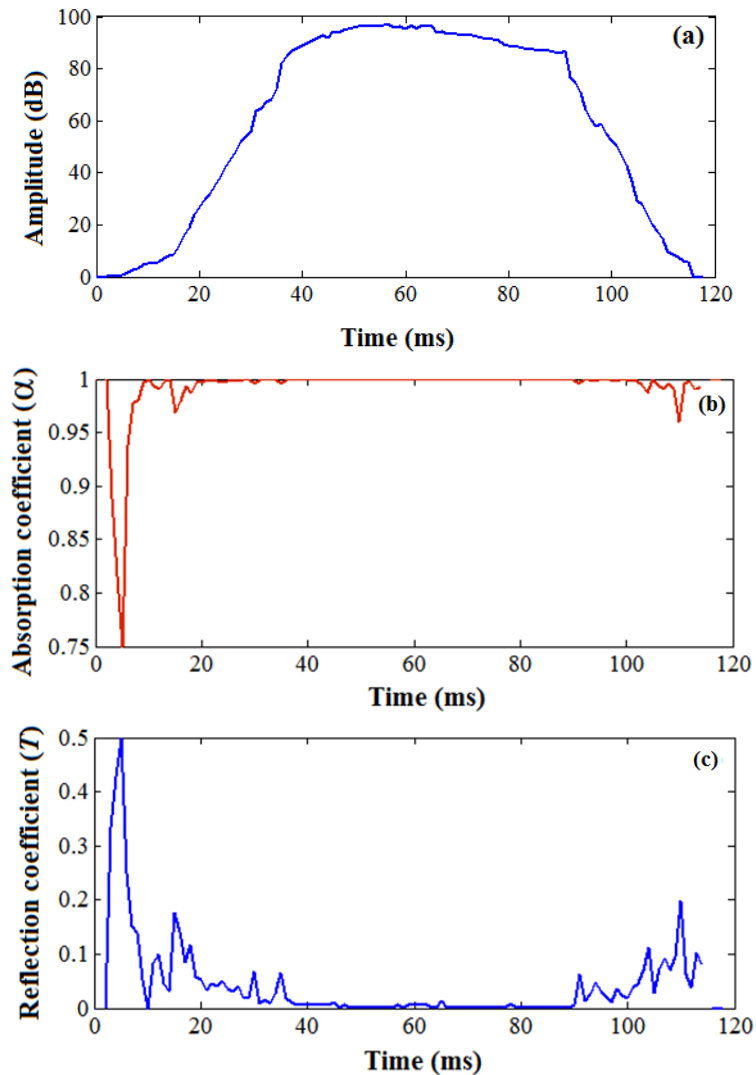 100
80
60
40
20
0
Amplitude (dB)
(a)
0 20 40 60 80 100 120
Time (ms)
1
0.95
0.9
0.85
0.8
0.75
Absorption coefficient (α)
(b)
0 20 40 60 80 100 120
Time (ms)
0.5
0.4
0.3
0.2
0.1
0
Reflection coefficient (T)
(c)
0 20 40 60 80 100 120
Time (ms)